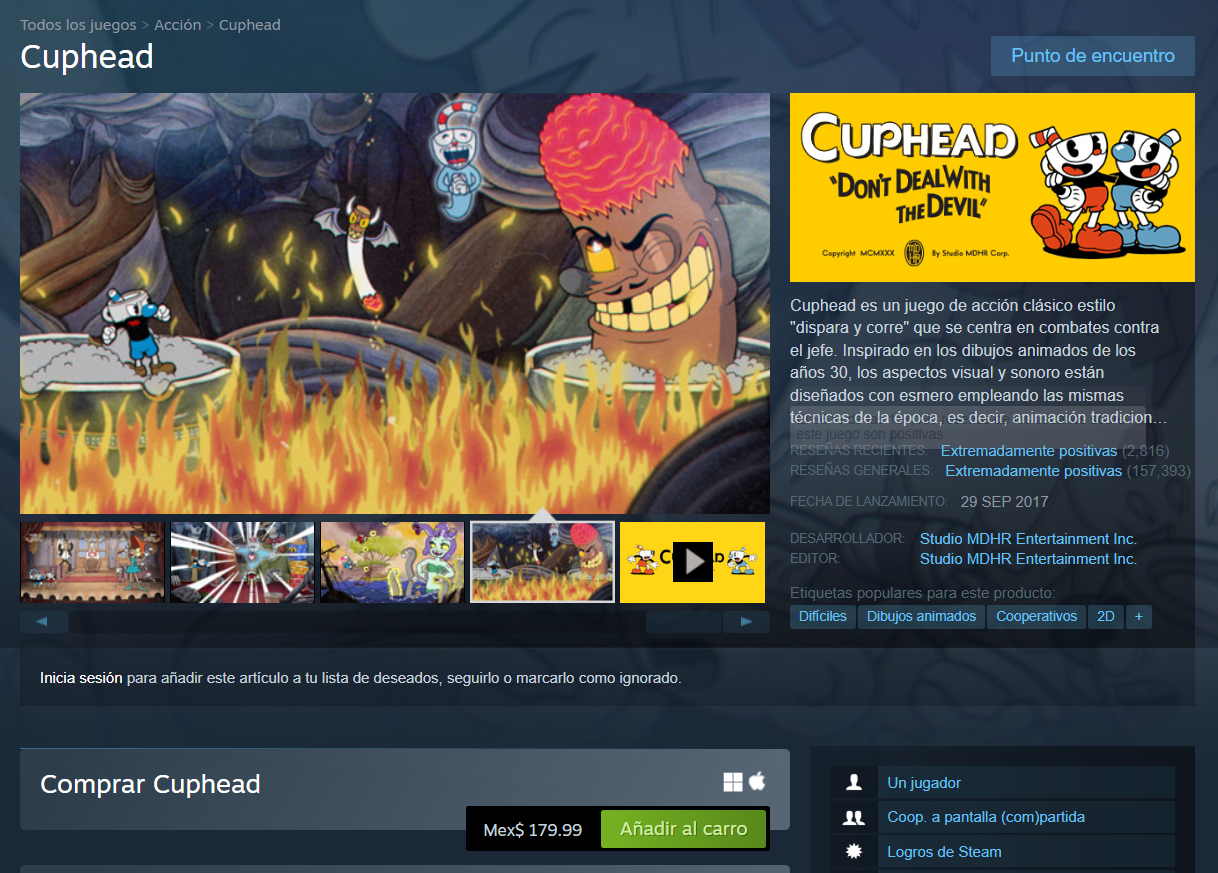 Todos los juegos > Acción > Cuphead
Cuphead
Punto de encuentro
CUPHEAD
"DON'T DEAL WITH
THE DEVIL"
Copyright MCMXXX
By Studio MDHR Corp.
Cuphead es un juego de acción clásico estilo
"dispara y corre" que se centra en combates contra
el jefe. Inspirado en los dibujos animados de los
años 30, los aspectos visual y sonoro están
diseñados con esmero empleando las mismas
técnicas de la época, es decir, animación tradicion…
este juego son positivas.
RESEÑAS RECIENTES: Extremadamente positivas (2,816)
RESEÑAS GENERALES: Extremadamente positivas (157,393)
FECHA DE LANZAMIENTO: 29 SEP 2017
DESARROLLADOR: Studio MDHR Entertainment Inc.
EDITOR: Studio MDHR Entertainment Inc.
Etiquetas populares para este producto:
Difíciles Dibujos animados Cooperativos 2D +
Inicia sesión para añadir este artículo a tu lista de deseados, seguirlo o marcarlo como ignorado.
Comprar Cuphead
Mex$ 179.99 Añadir al carro
Un jugador
Coop. a pantalla (com)partida
Logros de Steam